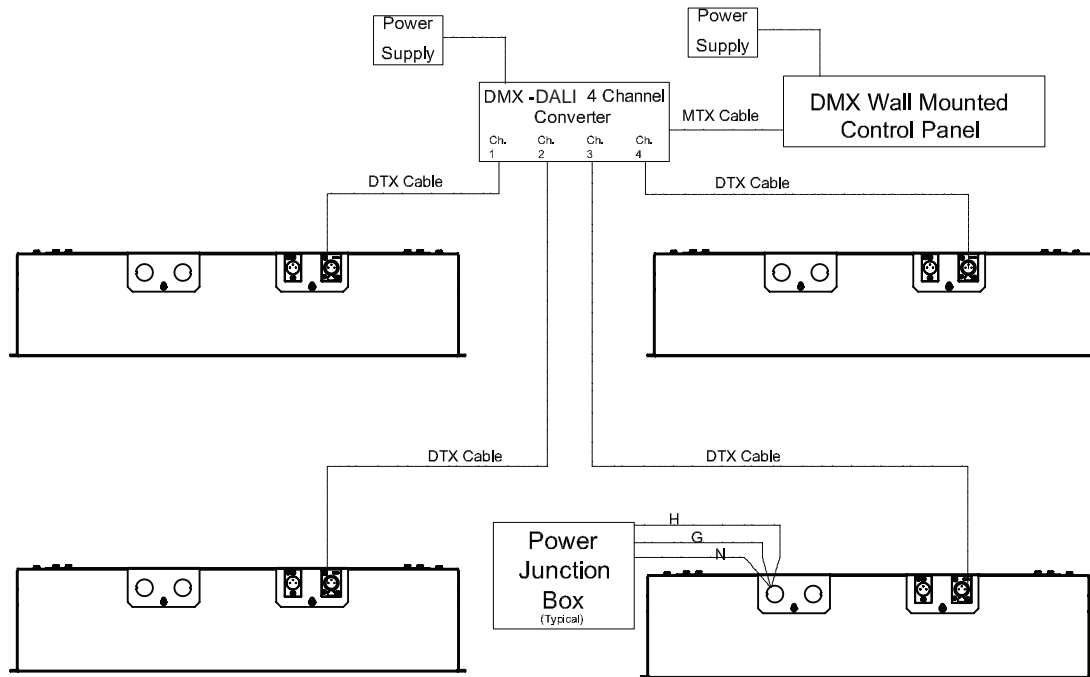 Power
Supply
Power
Supply
DMX -DALI 4 Channel
Converter
Ch.
1
Ch.
2
Ch.
3
Ch.
4
MTX Cable
DMX Wall Mounted
Control Panel
DTX Cable
DTX Cable
DTX Cable
DTX Cable
Power
Junction
Box
(Typical)
H
G
N